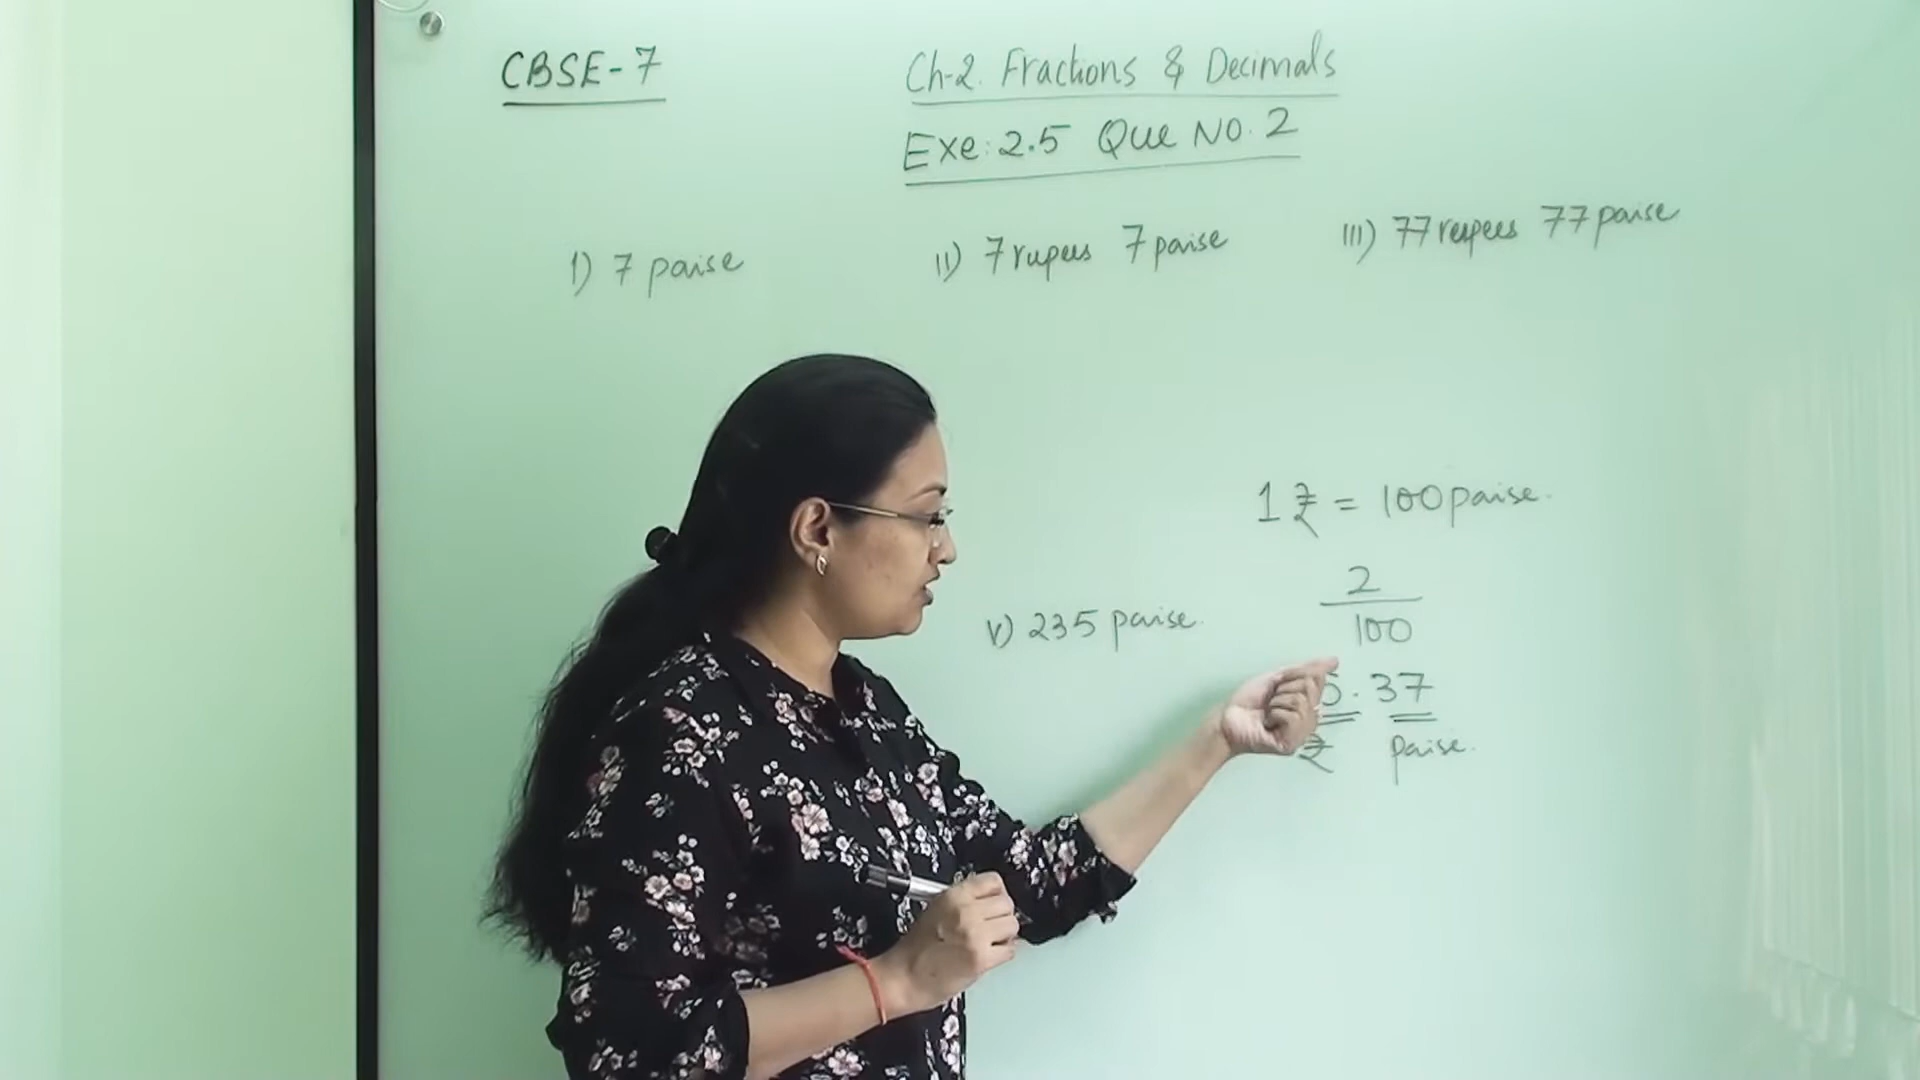 CBSE-7
Ch-2. Fractions & Decimals
Exe: 2.5 Que No. 2
I) 7 paise
II) 7 rupees 7 paise
III) 77 rupees 77 paise
1 ₹ = 100 paise.
2
100
V) 235 paise.
.37
₹ paise.